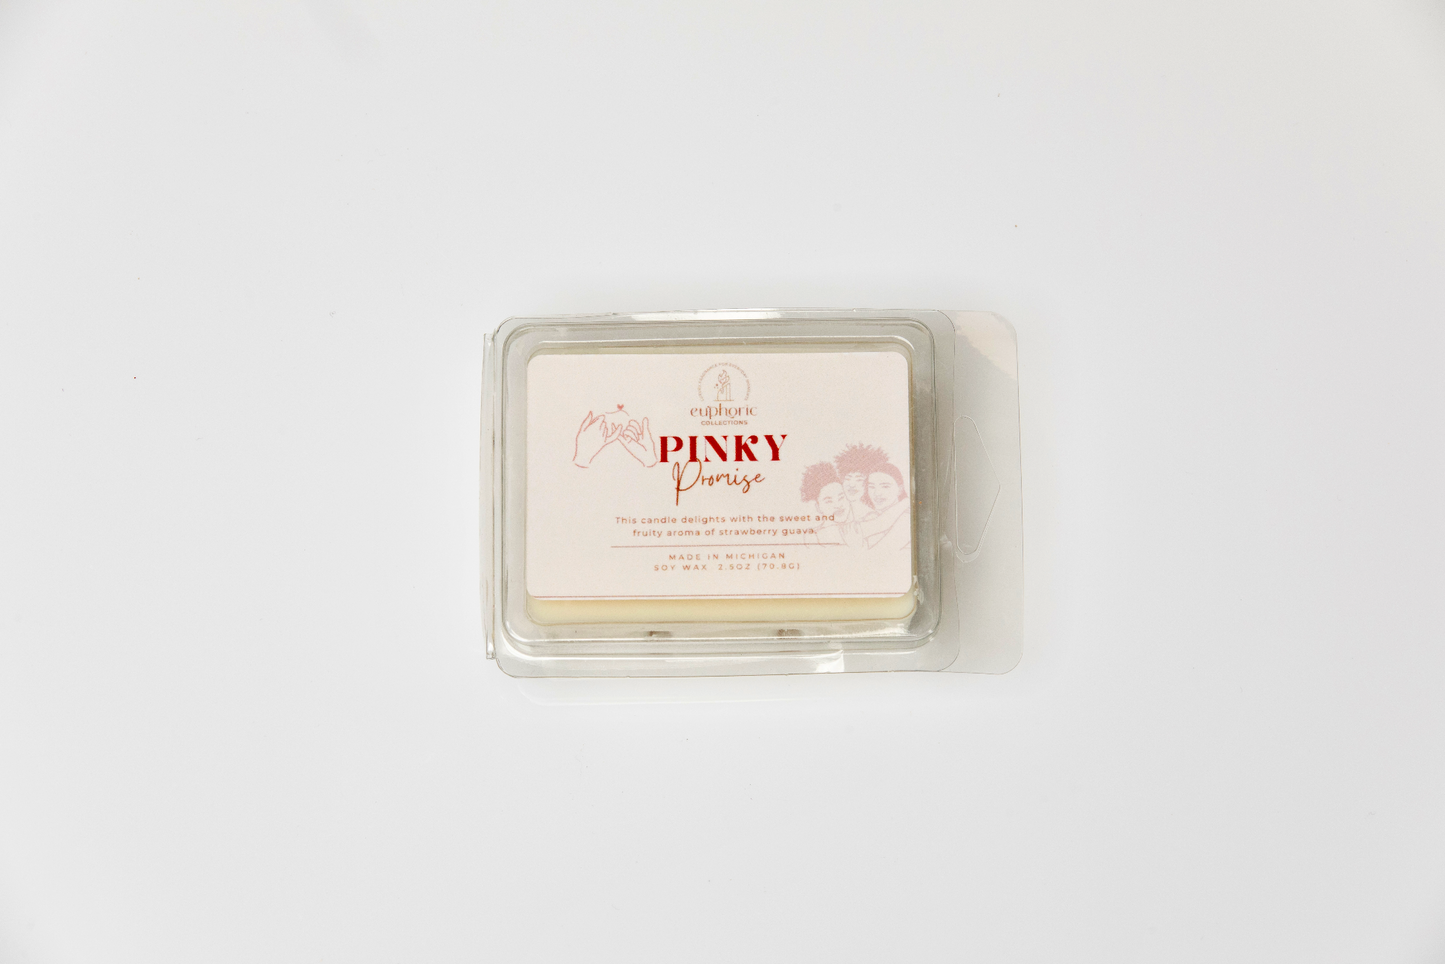 euphoric
COLLECTIONS
PINKY
Promise
This candle delights with the sweet and
fruity aroma of strawberry guava.
MADE IN MICHIGAN
SOY WAX 2.5OZ (70.8G)